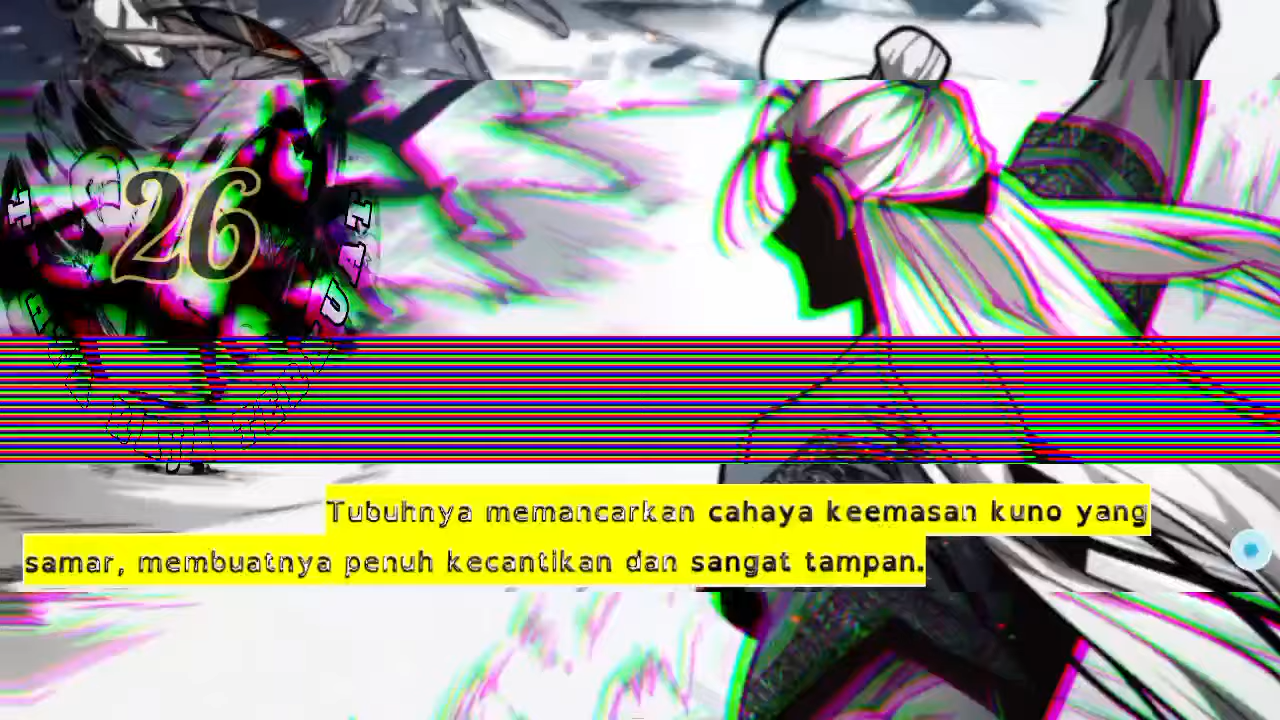 26
Tubuhnya memancarkan cahaya keemasan kuno yang
samar, membuatnya penuh kecantikan dan sangat tampan.